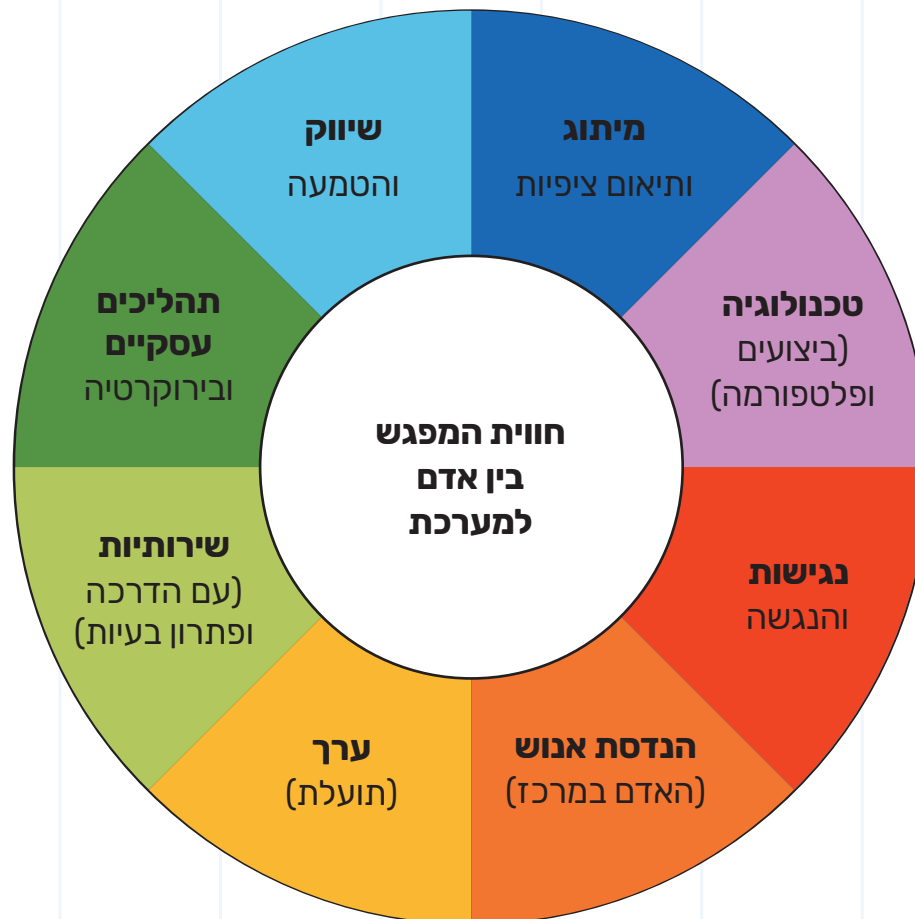 מיתוג
ותיאום ציפיות
טכנולוגיה
(ביצועים
ופלטפורמה)
נגישות
והנגשה
הנדסת אנוש
(האדם במרכז)
ערך
(תועלת)
שירותיות
(עם הדרכה
ופתרון בעיות)
תהליכים
עסקיים
ובירוקרטיה
שיווק
והטמעה
חווית המפגש
בין אדם
למערכת